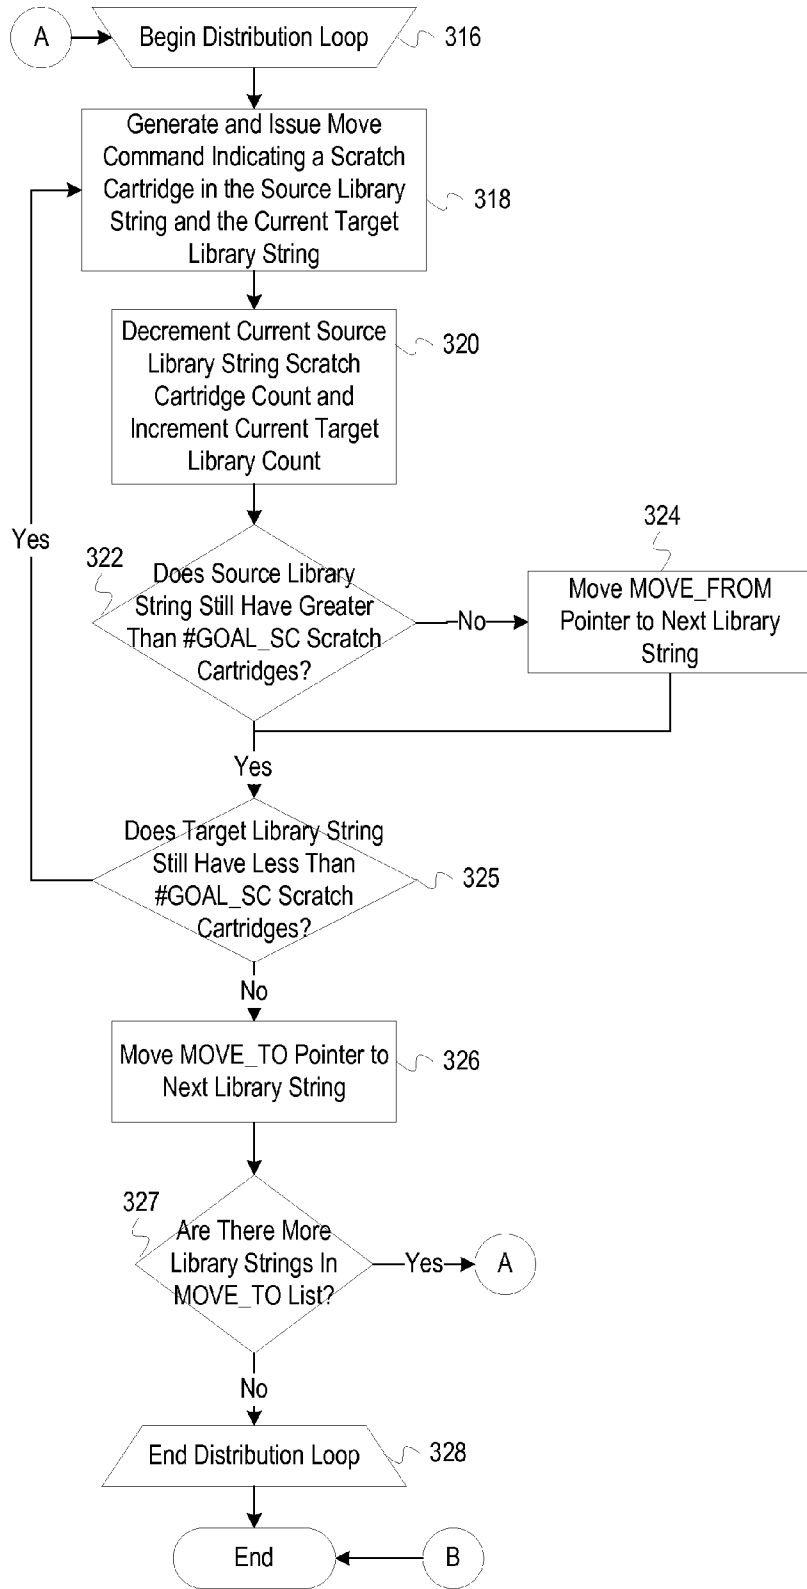 A
Begin Distribution Loop
316
Generate and Issue Move
Command Indicating a Scratch
Cartridge in the Source Library
String and the Current Target
Library String
318
Decrement Current Source
Library String Scratch
Cartridge Count and
Increment Current Target
Library Count
320
Yes
322
Does Source Library
String Still Have Greater
Than #GOAL_SC Scratch
Cartridges?
No
324
Move MOVE_FROM
Pointer to Next Library
String
Yes
Does Target Library String
Still Have Less Than
#GOAL_SC Scratch
Cartridges?
325
No
Move MOVE_TO Pointer to
Next Library String
326
327
Are There More
Library Strings In
MOVE_TO List?
Yes
A
No
End Distribution Loop
328
End
B